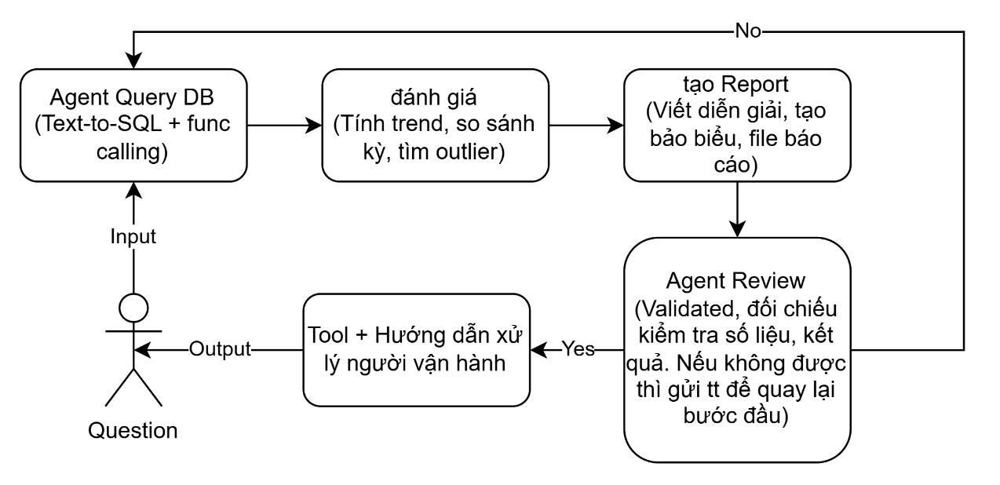 No
Agent Query DB
(Text-to-SQL + func
calling)
đánh giá
(Tính trend, so sánh
kỳ, tìm outlier)
tạo Report
(Viết diễn giải, tạo
bảo biểu, file báo
cáo)
Input
Agent Review
(Validated, đối chiếu
kiểm tra số liệu, kết
quả. Nếu không được
thì gửi tt để quay lại
bước đầu)
Yes
Tool + Hướng dẫn xử
lý người vận hành
Output
Question